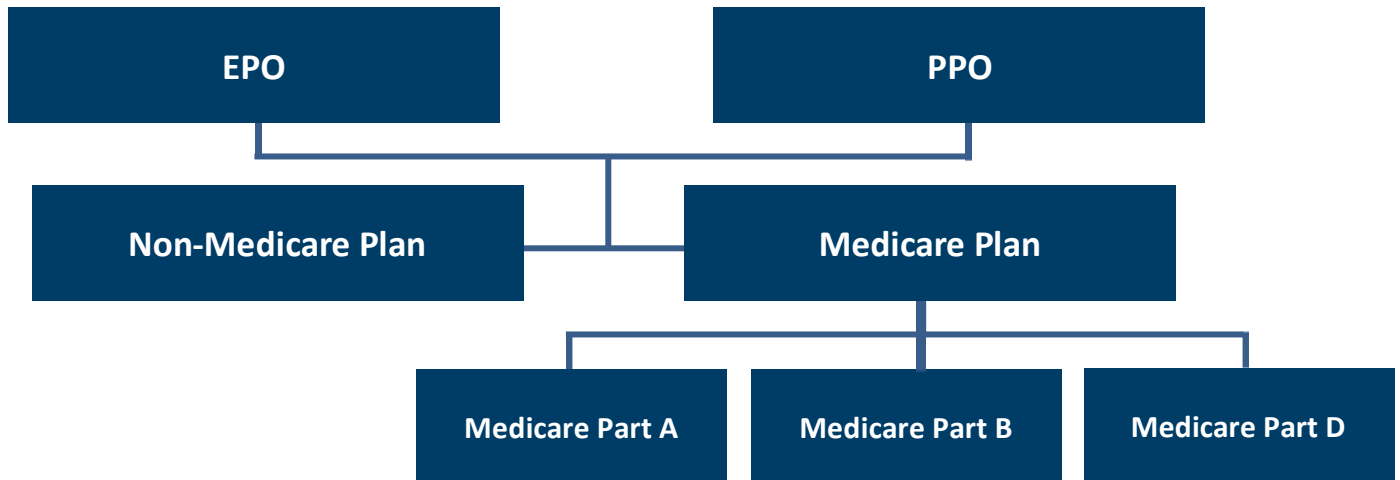 EPO
PPO
Non-Medicare Plan
Medicare Plan
Medicare Part A
Medicare Part B
Medicare Part D